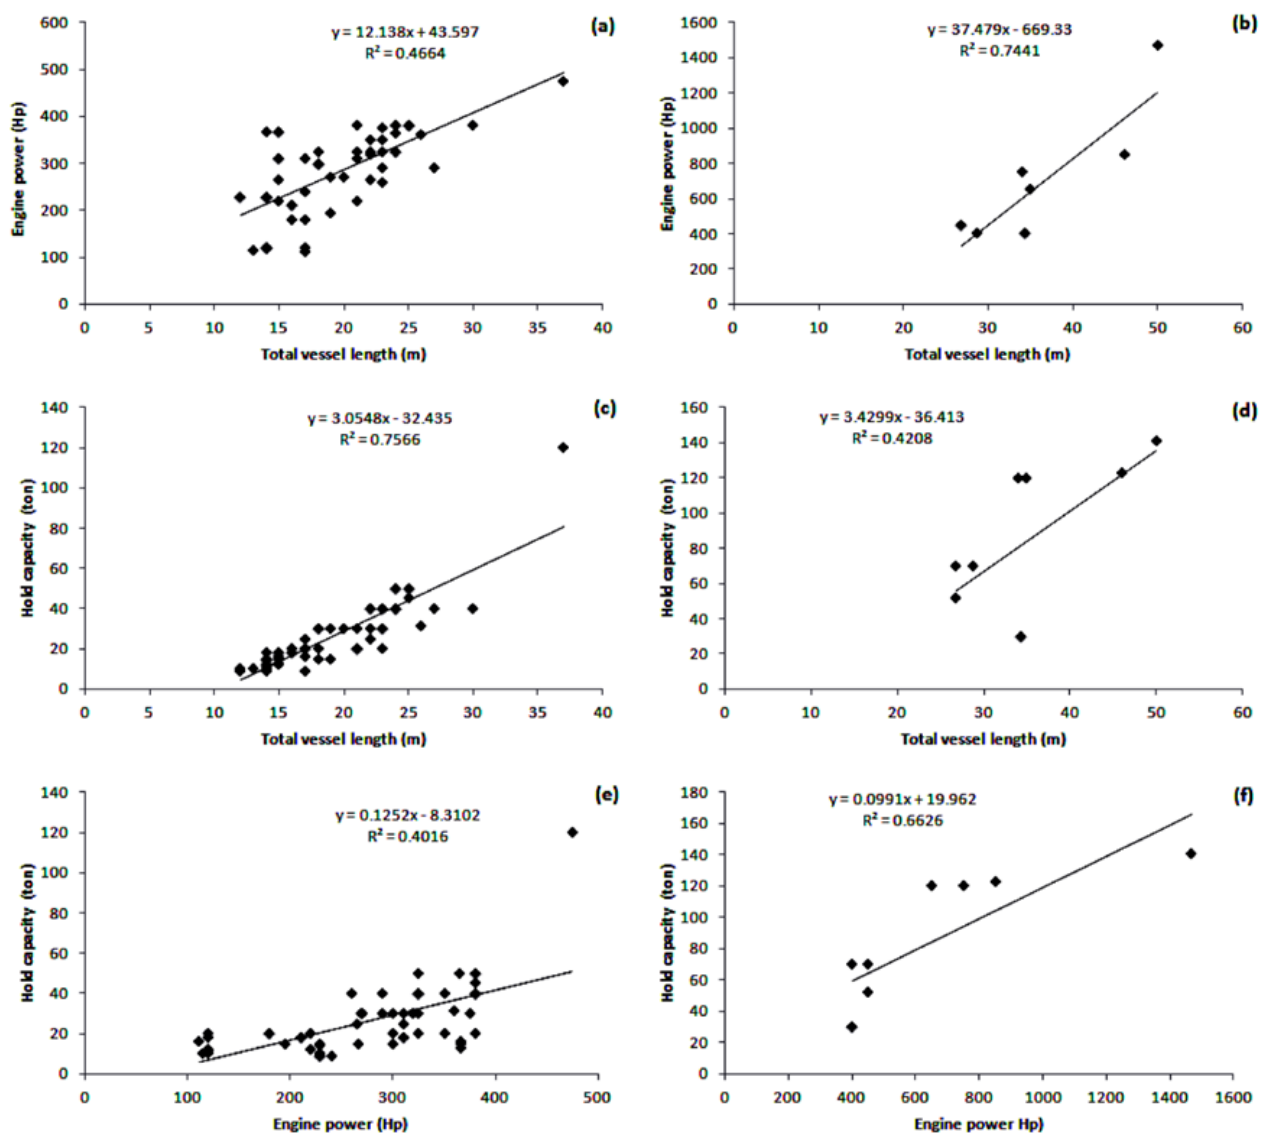 (a)
y = 12.138x + 43.597
R² = 0.4664
Engine power (Hp)
600
500
400
300
200
100
0
0 5 10 15 20 25 30 35 40
Total vessel length (m)
(b)
y = 37.479x - 669.33
R² = 0.7441
Engine power (Hp)
1600
1400
1200
1000
800
600
400
200
0
0 10 20 30 40 50 60
Total vessel length (m)
(c)
y = 3.0548x - 32.435
R² = 0.7566
Hold capacity (ton)
140
120
100
80
60
40
20
0
0 5 10 15 20 25 30 35 40
Total vessel length (m)
(d)
y = 3.4299x - 36.413
R² = 0.4208
Hold capacity (ton)
160
140
120
100
80
60
40
20
0
0 10 20 30 40 50 60
Total vessel length (m)
(e)
y = 0.1252x - 8.3102
R² = 0.4016
Hold capacity (ton)
140
120
100
80
60
40
20
0
0 100 200 300 400 500
Engine power (Hp)
(f)
y = 0.0991x + 19.962
R² = 0.6626
Hold capacity (ton)
180
160
140
120
100
80
60
40
20
0
0 200 400 600 800 1000 1200 1400 1600
Engine power Hp)